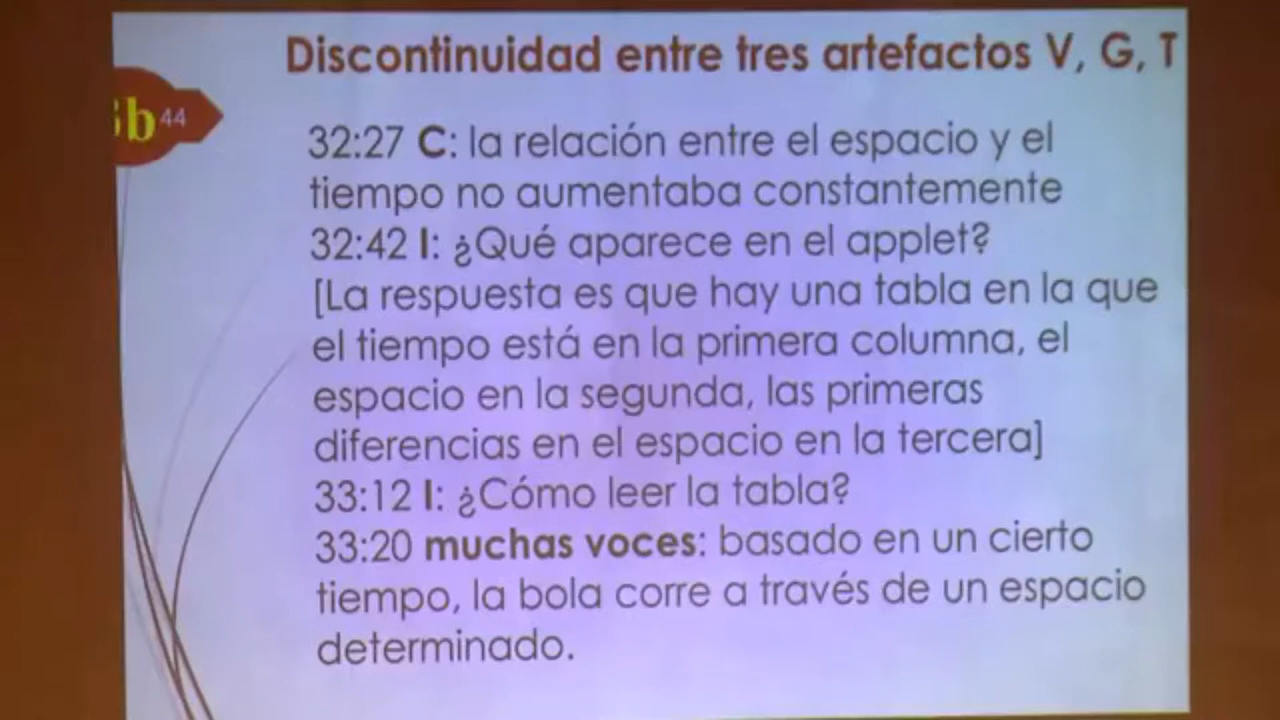 Discontinuidad entre tres artefactos V, G, T
44
32:27 C: la relación entre el espacio y el
tiempo no aumentaba constantemente
32:42 I: ¿Qué aparece en el applet?
[La respuesta es que hay una tabla en la que
el tiempo está en la primera columna, el
espacio en la segunda, las primeras
diferencias en el espacio en la tercera]
33:12 I: ¿Cómo leer la tabla?
33:20 muchas voces: basado en un cierto
tiempo, la bola corre a través de un espacio
determinado.